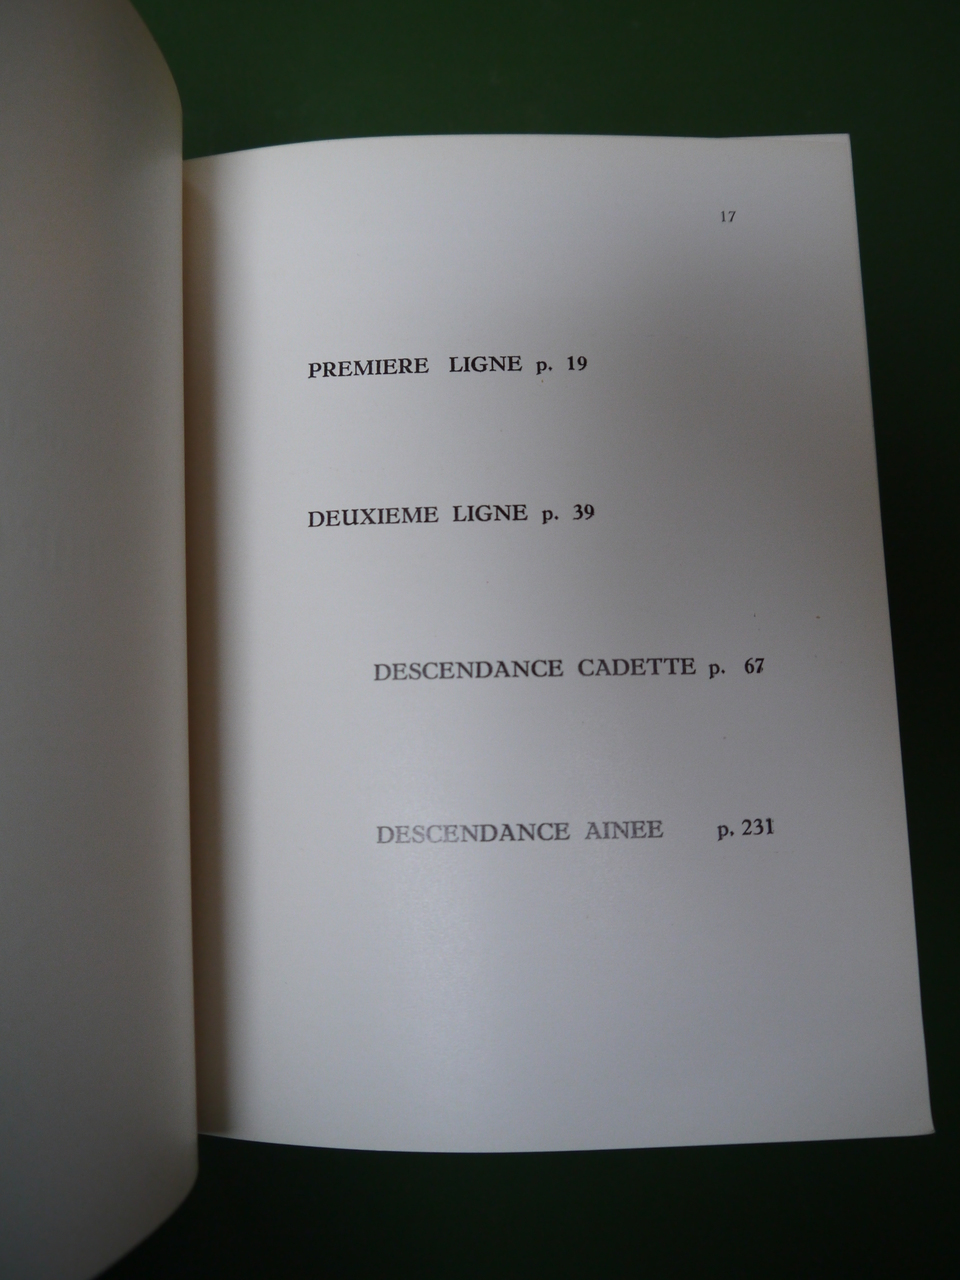 17
PREMIERE LIGNE p. 19
DEUXIEME LIGNE p. 39
DESCENDANCE CADETTE p. 67
DESCENDANCE AINEE p. 231